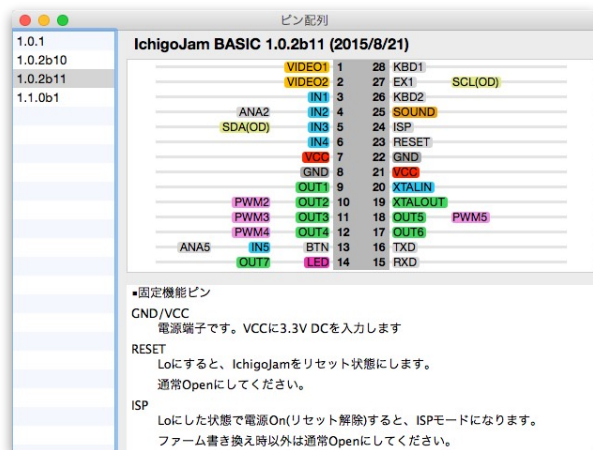 ピン配列
1.0.1
1.0.2b10
1.0.2b11
1.1.0b1
IchigoJam BASIC 1.0.2b11 (2015/8/21)
VIDEO1 1 28 KBD1
VIDEO2 2 27 EX1 SCL(OD)
IN1 3 26 KBD2
ANA2 IN2 4 25 SOUND
SDA(OD) IN3 5 24 ISP
IN4 6 23 RESET
VCC 7 22 GND
GND 8 21 VCC
OUT1 9 20 XTALIN
PWM2 OUT2 10 19 XTALOUT
PWM3 OUT3 11 18 OUT5 PWM5
PWM4 OUT4 12 17 OUT6
ANA5 IN5 BTN 13 16 TXD
OUT7 LED 14 15 RXD
▪固定機能ピン
GND/VCC
電源端子です。VCCに3.3V DCを入力します
RESET
Loにすると、IchigoJamをリセット状態にします。
通常Openにしてください。
ISP
Loにした状態で電源On(リセット解除)すると、ISPモードになります。
ファーム書き換え時以外は通常Openにしてください。